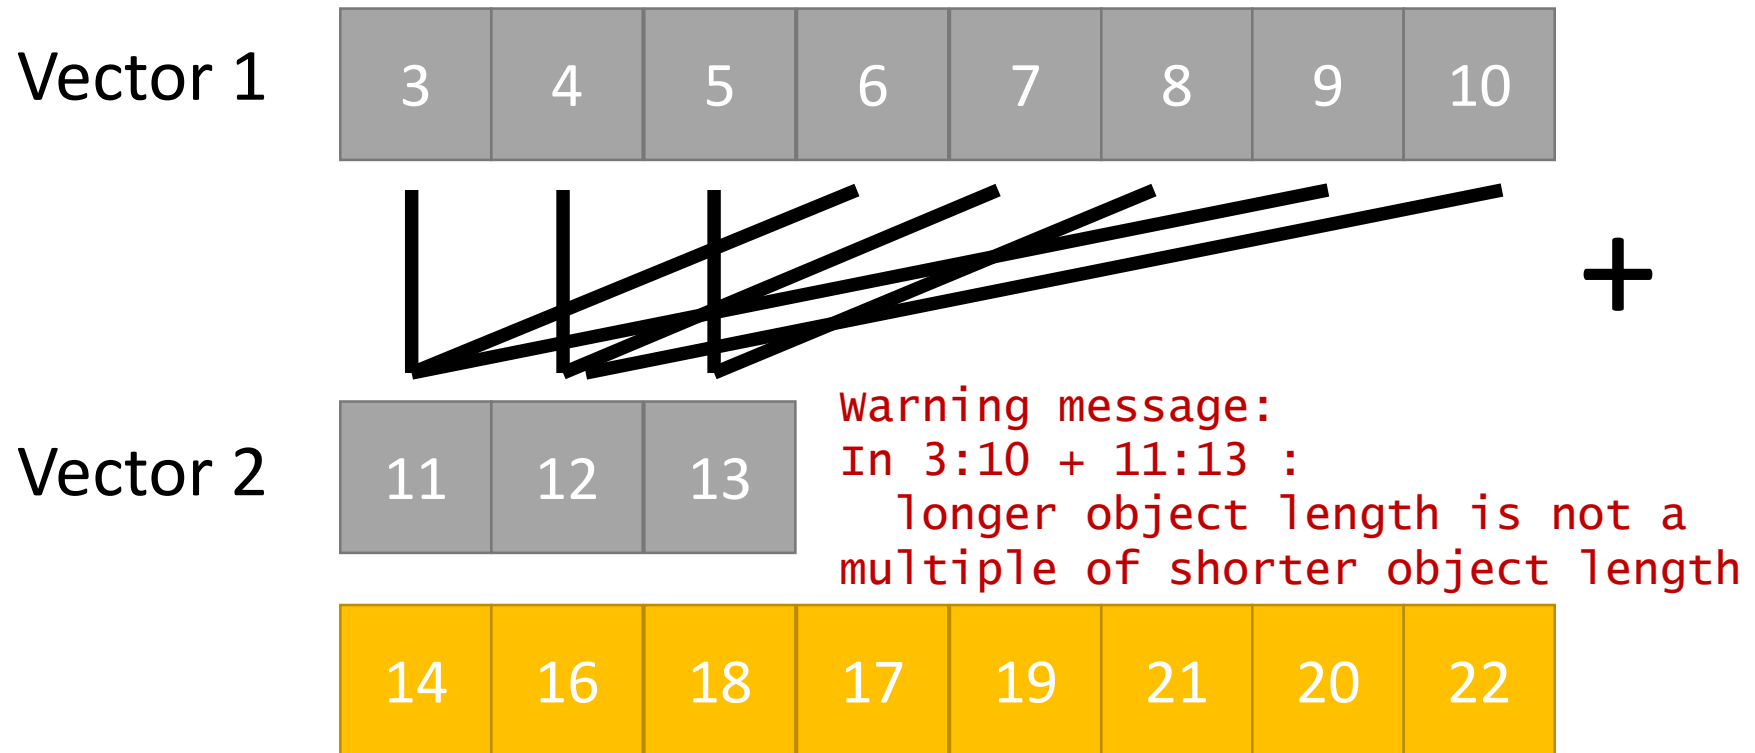 Vector 1 3 4 5 6 7 8 9 10
+
Vector 2 11 12 13
Warning message:
In 3:10 + 11:13 :
longer object length is not a
multiple of shorter object length
14 16 18 17 19 21 20 22